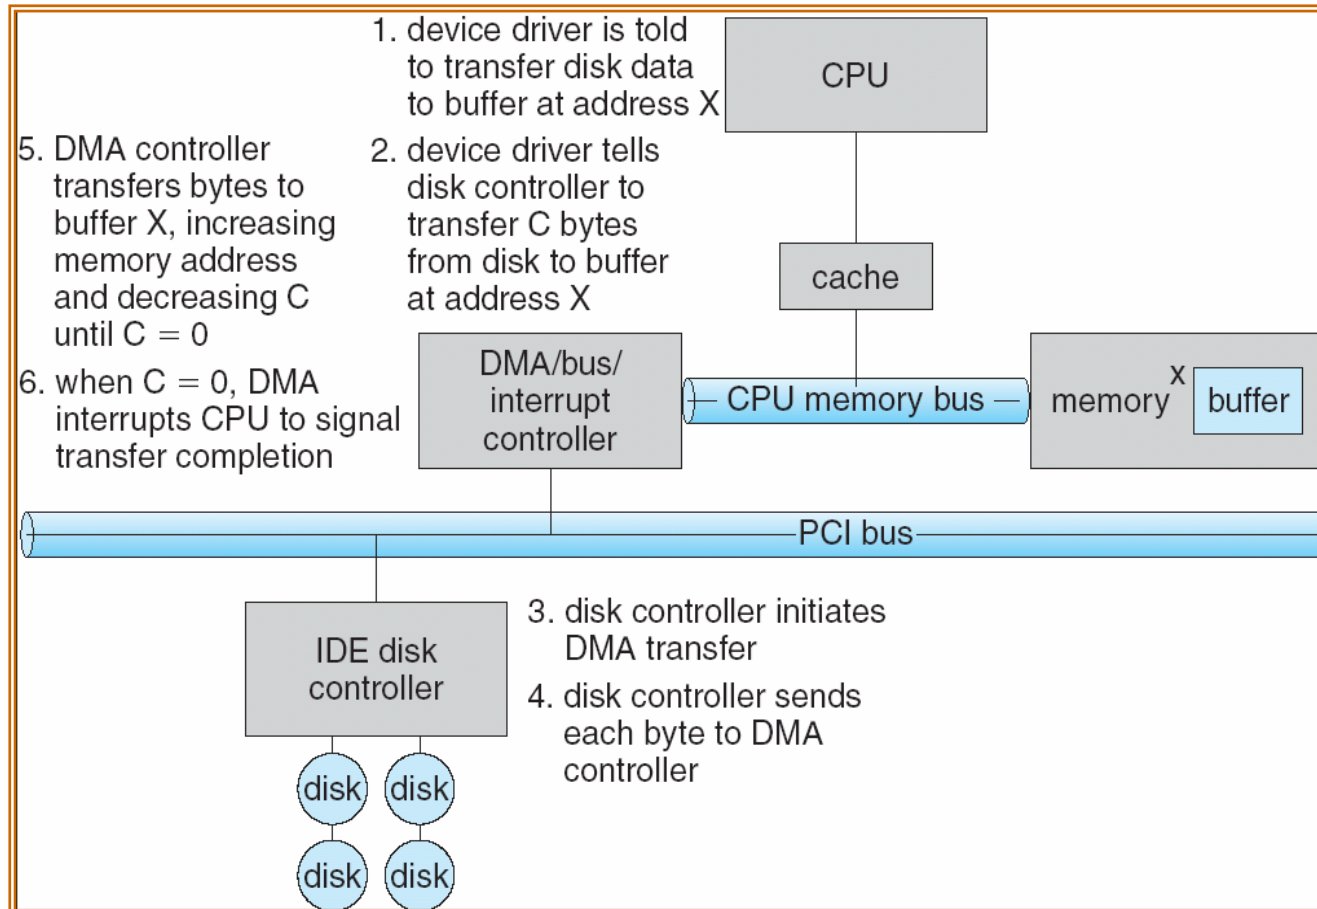 1. device driver is told
to transfer disk data
to buffer at address X
CPU
5. DMA controller
transfers bytes to
buffer X, increasing
memory address
and decreasing C
until C = 0
2. device driver tells
disk controller to
transfer C bytes
from disk to buffer
at address X
cache
6. when C = 0, DMA
interrupts CPU to signal
transfer completion
DMA/bus/
interrupt
controller
CPU memory bus
memory
X
buffer
PCI bus
IDE disk
controller
3. disk controller initiates
DMA transfer
4. disk controller sends
each byte to DMA
controller
disk
disk
disk
disk